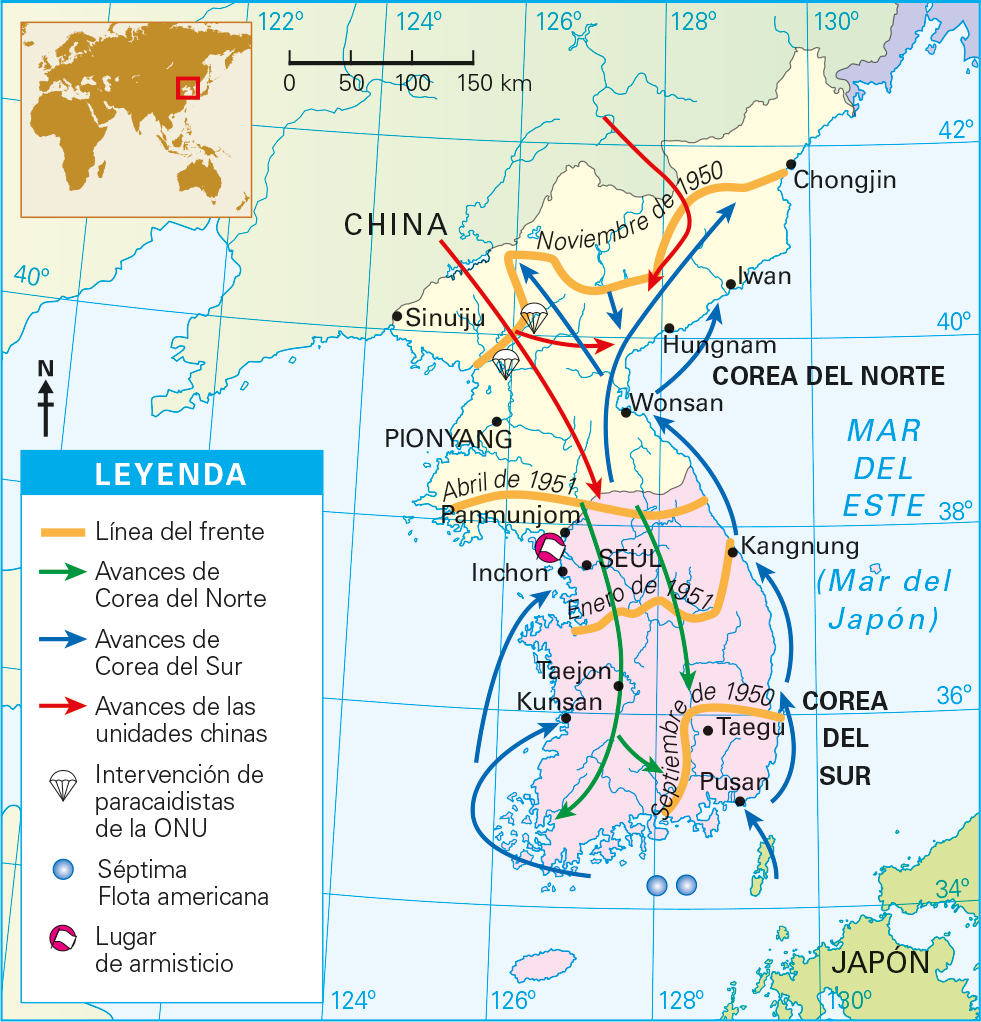 122º
124º
126º
128º
130º
0 50 100 150 km
42º
Chongjin
Noviembre de 1950
CHINA
40º
Iwan
Sinuiju
40º
Hungnam
N
COREA DEL NORTE
Wonsan
PIONYANG
MAR
DEL
ESTE
(Mar del
Japón)
Abril de 1951
38º
Panmunjom
Kangnung
SEÚL
Inchon
Enero de 1951
Taejon
Kunsan
36º
Septiembre de 1950
COREA
DEL
SUR
Taegu
Pusan
34º
JAPÓN
124º
126º
128º
130º
LEYENDA
Línea del frente
Avances de
Corea del Norte
Avances de
Corea del Sur
Avances de las
unidades chinas
Intervención de
paracaidistas
de la ONU
Séptima
Flota americana
Lugar
de armisticio